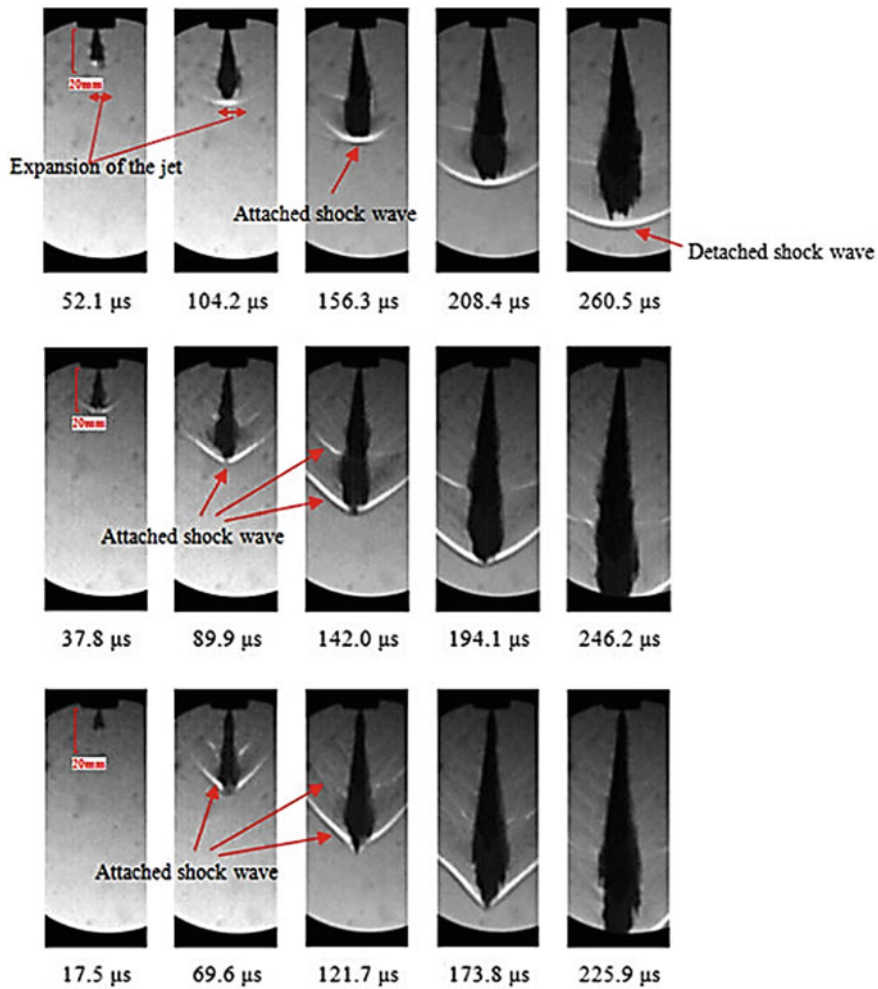 20mm
Expansion of the jet
Attached shock wave
Detached shock wave
52.1 μs 104.2 μs 156.3 μs 208.4 μs 260.5 μs
20mm
Attached shock wave
37.8 μs 89.9 μs 142.0 μs 194.1 μs 246.2 μs
20mm
Attached shock wave
17.5 μs 69.6 μs 121.7 μs 173.8 μs 225.9 μs